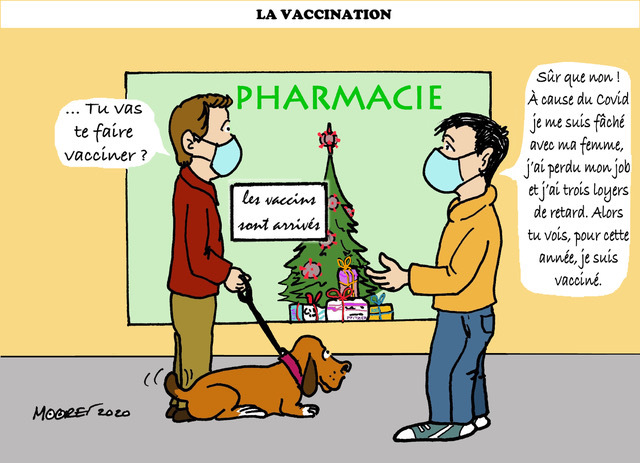 LA VACCINATION
PHARMACIE
... Tu vas
te faire
vacciner ?
Sûr que non !
À cause du Covid
je me suis fâché
avec ma femme,
j'ai perdu mon job
et j'ai trois loyers
de retard. Alors
tu vois, pour cette
année, je suis
vacciné.
les vaccins
sont arrivés
MOORET 2020